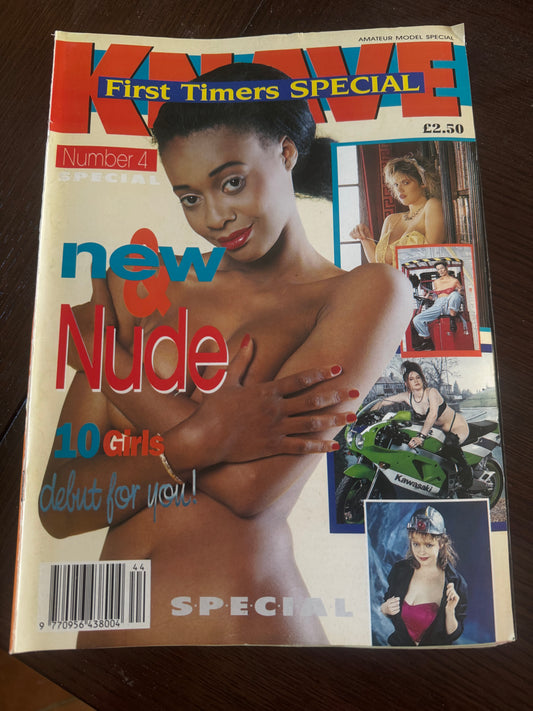 AMATEUR MODEL SPECIAL
KNAVE
First Timers SPECIAL
£2.50
Number 4
SPECIAL
new
&
Nude
10 Girls
debut for you!
Kawasaki
S·P·E·C·I·A·L
44
9 770956 438004